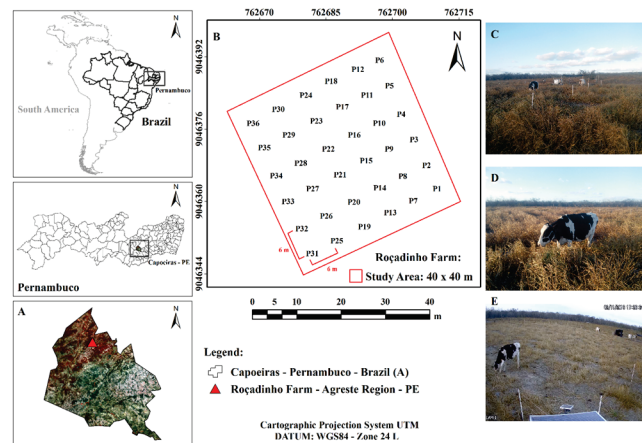 N
Pernambuco
South America
Brazil
N
Capoeiras - PE
Pernambuco
A
N
B
762670 762685 762700 762715
9046392
9046376
9046360
9046344
N
P6
P12
P18
P5
P24
P11
P30
P17
P4
P36
P23
P10
P29
P16
P3
P35
P22
P9
P28
P15
P2
P34
P21
P8
P27
P14
P1
P33
P20
P7
P26
P13
P32
P19
P25
P31
6 m
6 m
Roçadinho Farm:
Study Area: 40 x 40 m
0 5 10 20 30 40
m
Legend:
Capoeiras - Pernambuco - Brazil (A)
Roçadinho Farm - Agreste Region - PE
Cartographic Projection System UTM
DATUM: WGS84 - Zone 24 L
C
D
E